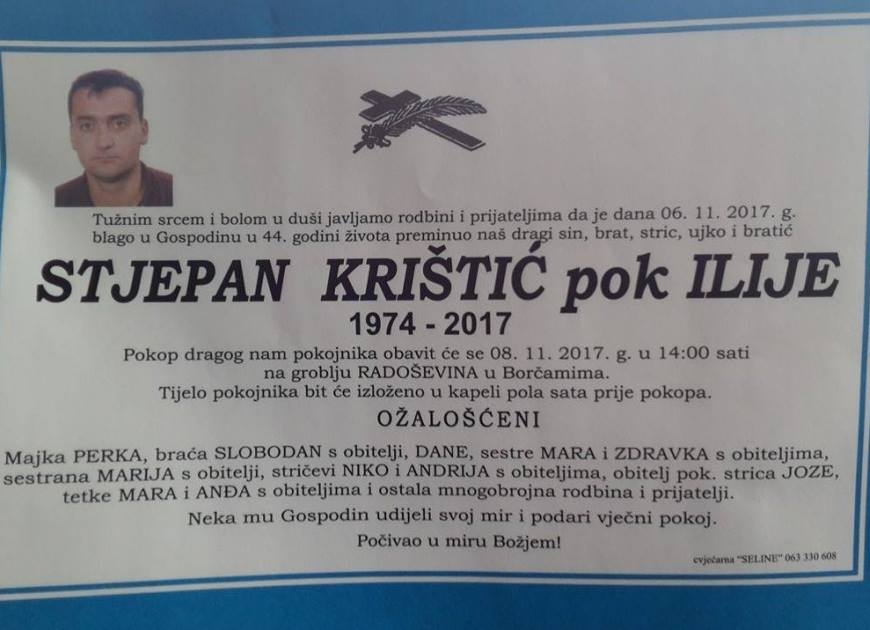 Tužnim srcem i bolom u duši javljamo rodbini i prijateljima da je dana 06. 11. 2017. g.
blago u Gospodinu u 44. godini života preminuo naš dragi sin, brat, stric, ujko i bratić
STJEPAN KRIŠTIĆ pok ILIJE
1974 - 2017
Pokop dragog nam pokojnika obavit će se 08. 11. 2017. g. u 14:00 sati
na groblju RADOŠEVINA u Borčamima.
Tijelo pokojnika bit će izloženo u kapeli pola sata prije pokopa.
OŽALOŠĆENI
Majka PERKA, braća SLOBODAN s obitelji, DANE, sestre MARA i ZDRAVKA s obiteljima,
sestrana MARIJA s obitelji, stričevi NIKO i ANDRIJA s obiteljima, obitelj pok. strica JOZE,
tetke MARA i ANĐA s obiteljima i ostala mnogobrojna rodbina i prijatelji.
Neka mu Gospodin udijeli svoj mir i podari vječni pokoj.
Počivao u miru Božjem!
cvjećarna "SELINE" 063 330 608